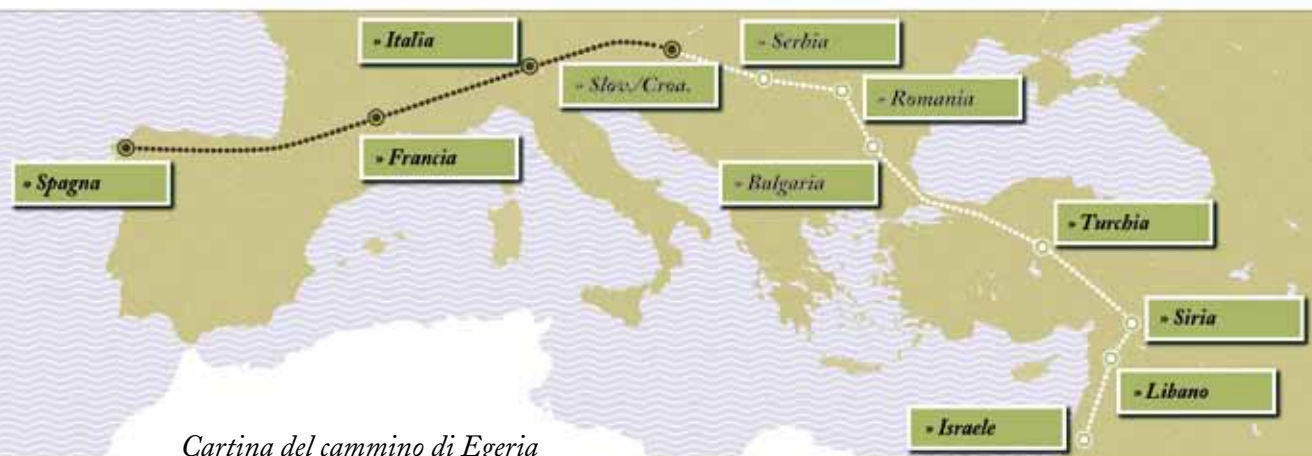 » Italia
» Serbia
» Slov./Croa.
» Romania
» Francia
» Spagna
» Bulgaria
» Turchia
» Siria
» Libano
» Israele
Cartina del cammino di Egeria